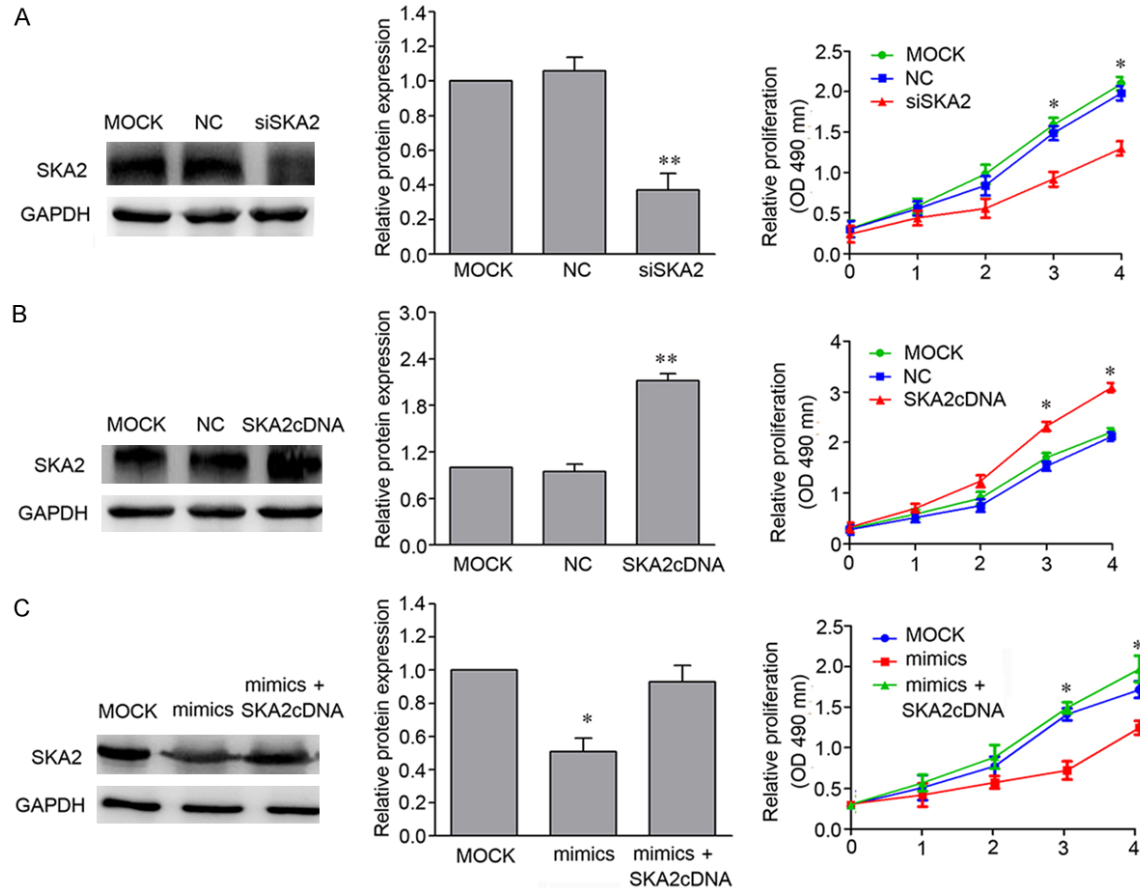 A
MOCK NC siSKA2
SKA2
GAPDH
Relative protein expression
1.4
1.2
1.0
0.8
0.6
0.4
0.2
0.0
**
MOCK NC siSKA2
Relative proliferation
(OD 490 mn)
2.5
2.0
1.5
1.0
0.5
0.0
MOCK
NC
siSKA2
* *
0 1 2 3 4
B
MOCK NC SKA2cDNA
SKA2
GAPDH
Relative protein expression
3.0
2.4
1.8
1.2
0.6
0.0
**
MOCK NC SKA2cDNA
Relative proliferation
(OD 490 mn)
4
3
2
1
0
MOCK
NC
SKA2cDNA
* *
0 1 2 3 4
C
mimics +
MOCK mimics SKA2cDNA
SKA2
GAPDH
Relative protein expression
1.4
1.2
1.0
0.8
0.6
0.4
0.2
0.0
*
MOCK mimics mimics +
SKA2cDNA
Relative proliferation
(OD 490 mn)
2.5
2.0
1.5
1.0
0.5
0.0
MOCK
mimics
mimics +
SKA2cDNA
* *
0 1 2 3 4